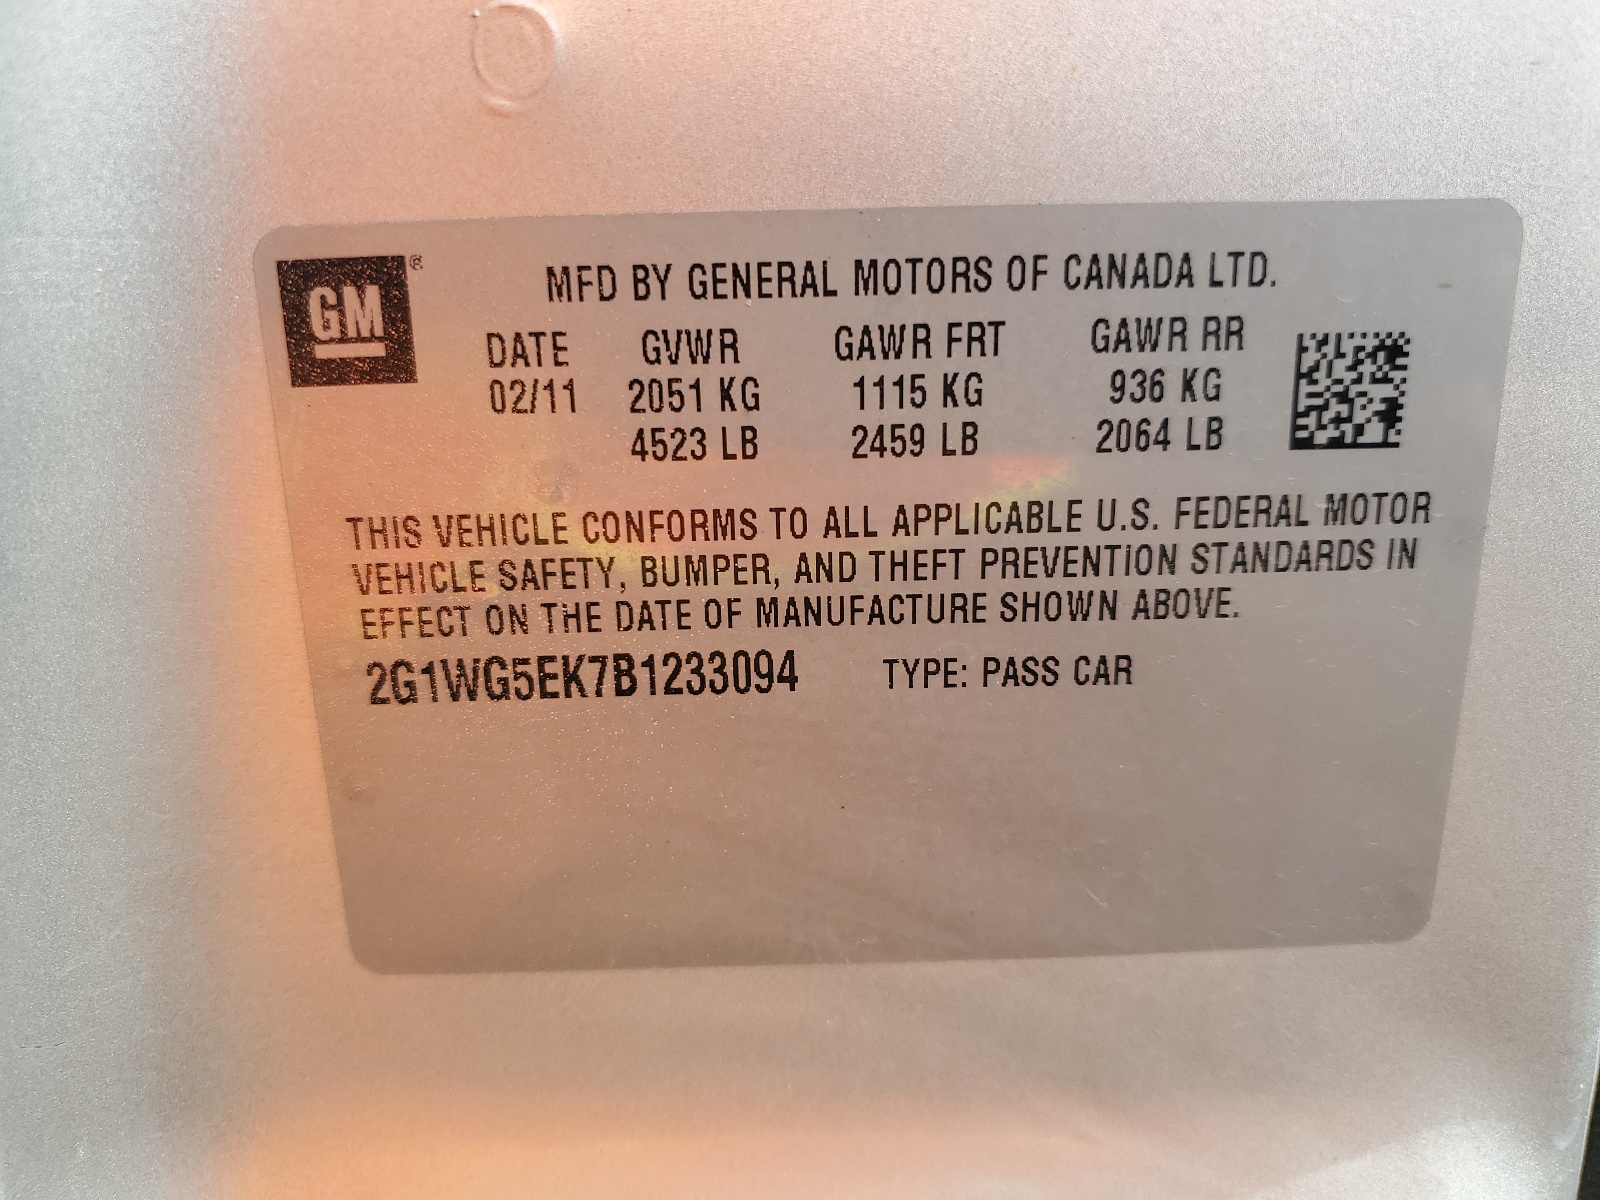 GM®
MFD BY GENERAL MOTORS OF CANADA LTD.
DATE GVWR GAWR FRT GAWR RR
02/11 2051 KG 1115 KG 936 KG
4523 LB 2459 LB 2064 LB
THIS VEHICLE CONFORMS TO ALL APPLICABLE U.S. FEDERAL MOTOR
VEHICLE SAFETY, BUMPER, AND THEFT PREVENTION STANDARDS IN
EFFECT ON THE DATE OF MANUFACTURE SHOWN ABOVE.
2G1WG5EK7B1233094 TYPE: PASS CAR